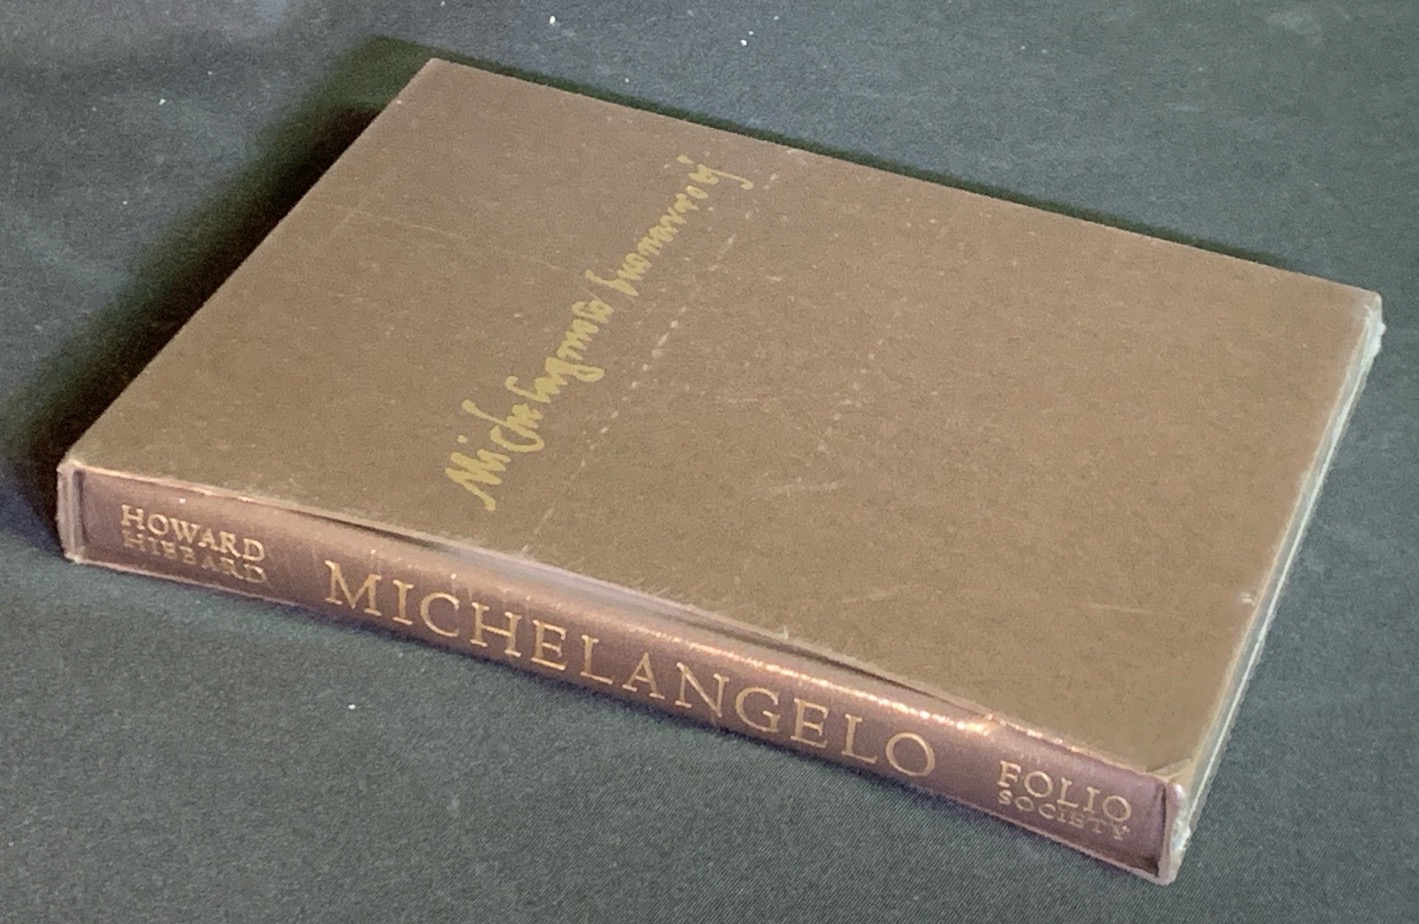 Michelagniolo buonarroti
HOWARD
HIBBARD
MICHELANGELO
FOLIO
SOCIETY